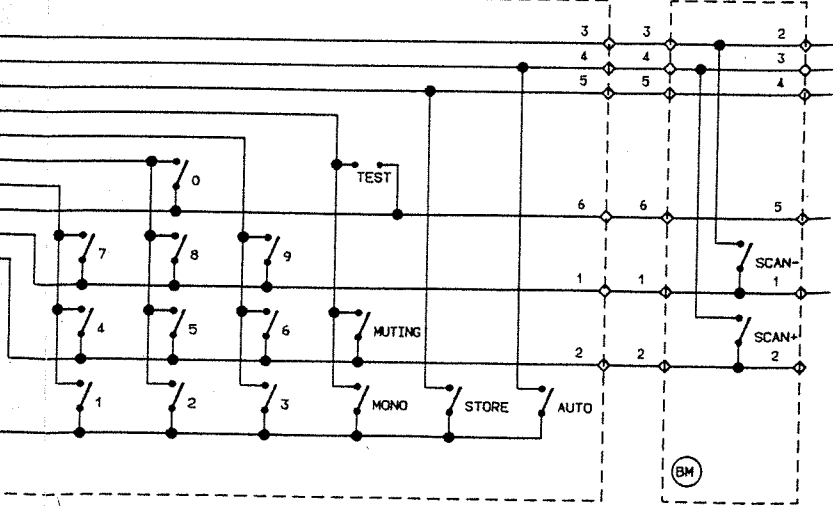 3 3 2
4 4 3
5 5 4
0
TEST
6 6 5
7 8 9
SCAN-
1 1 1
4 5 6 MUTING
SCAN+
2 2 2
1 2 3 MONO STORE AUTO
BM